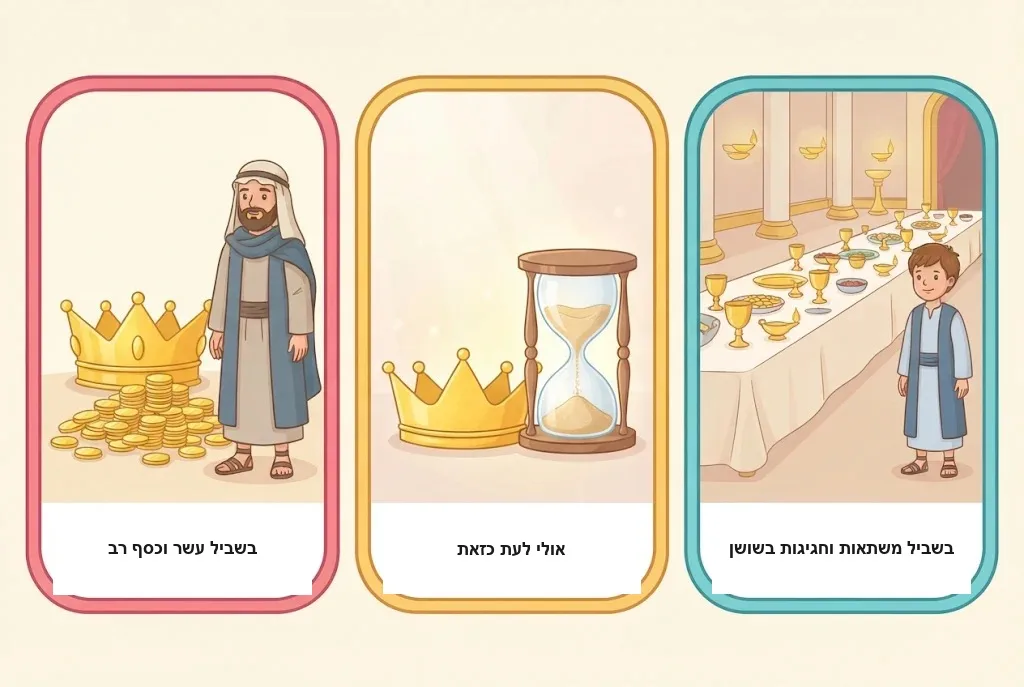 בשביל משתאות וחגיגות בשושן
אולי לעת כזאת
בשביל עשר וכסף רב